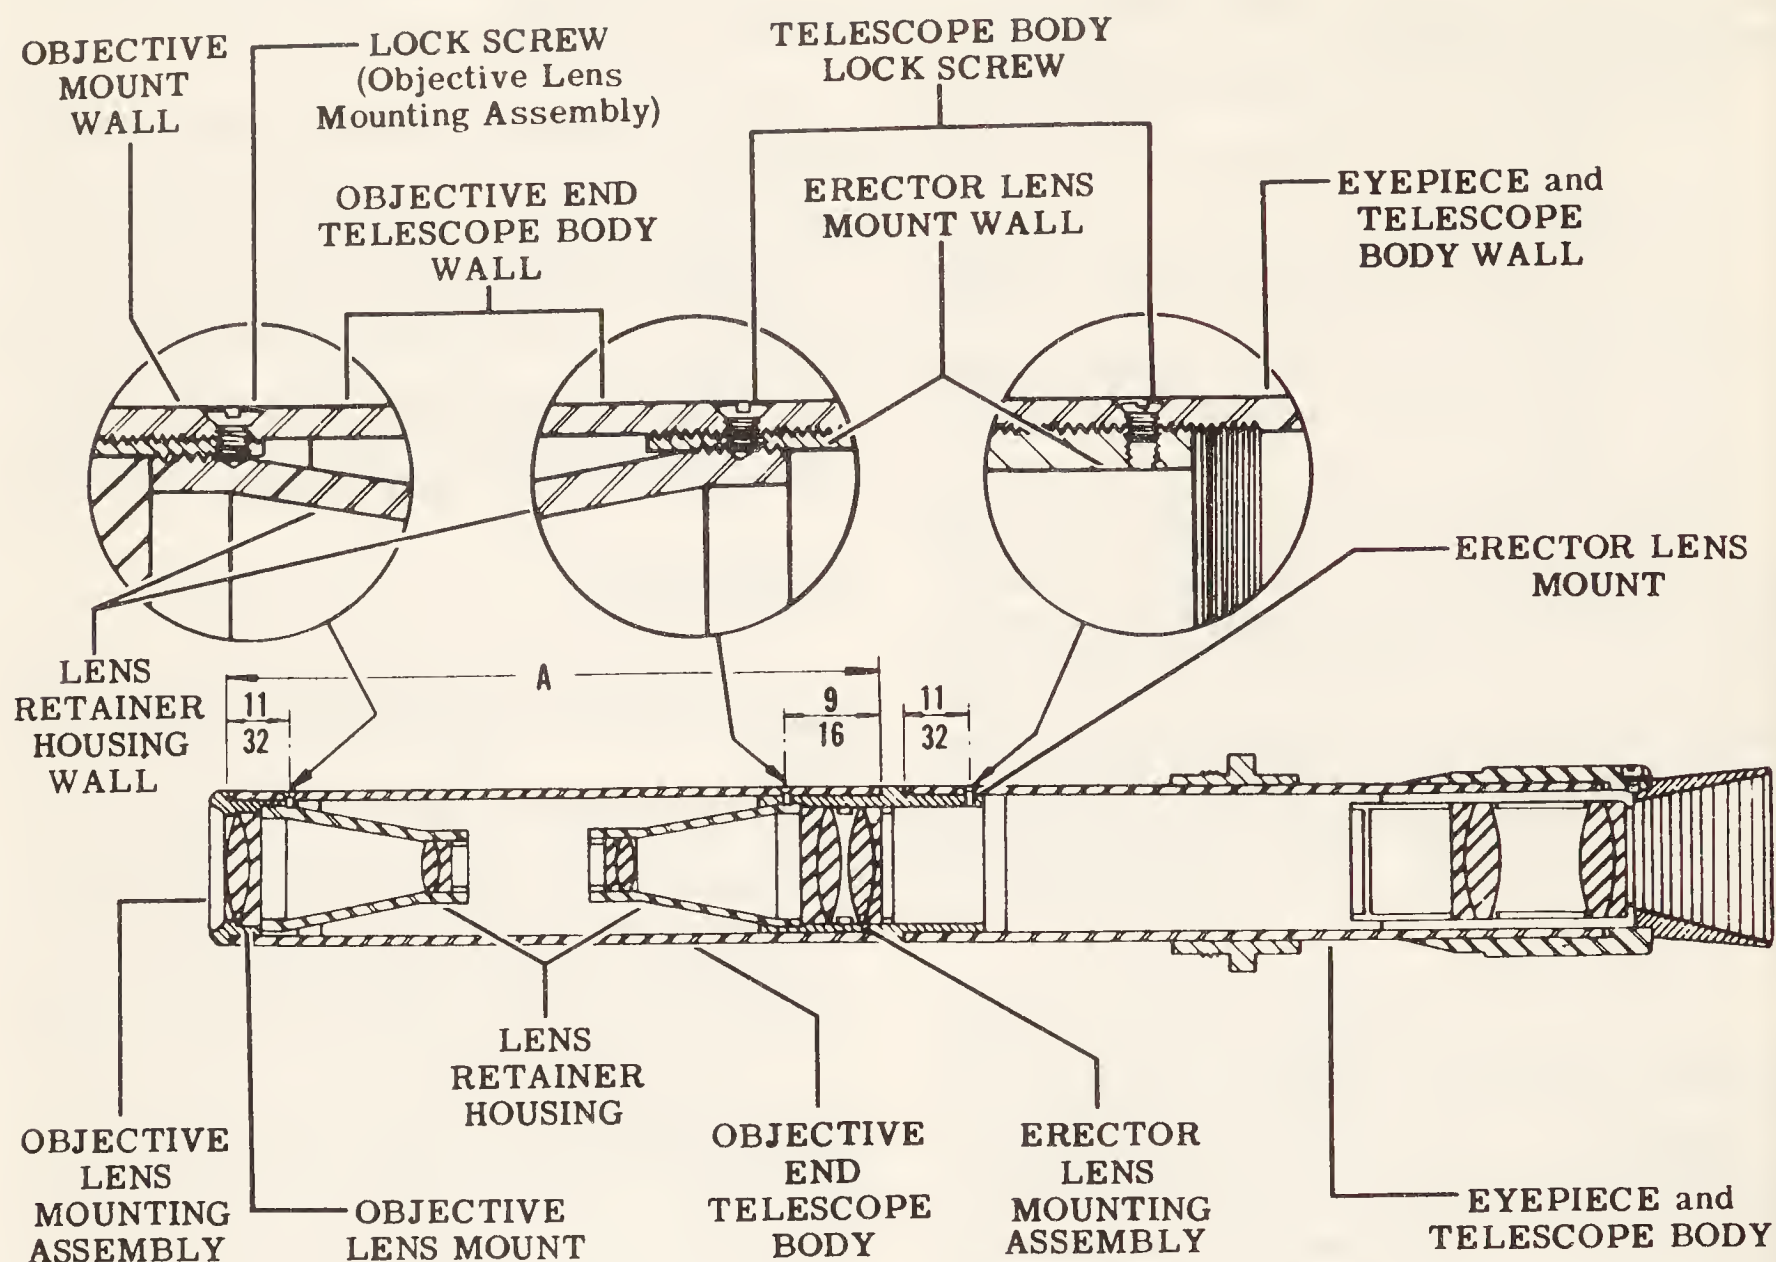 OBJECTIVE
MOUNT
WALL
LOCK SCREW
(Objective Lens
Mounting Assembly)
TELESCOPE BODY
LOCK SCREW
OBJECTIVE END
TELESCOPE BODY
WALL
ERECTOR LENS
MOUNT WALL
EYEPIECE and
TELESCOPE
BODY WALL
ERECTOR LENS
MOUNT
LENS
RETAINER
HOUSING
WALL
A
11
32
9
16
11
32
LENS
RETAINER
HOUSING
OBJECTIVE
LENS
MOUNTING
ASSEMBLY
OBJECTIVE
LENS MOUNT
OBJECTIVE
END
TELESCOPE
BODY
ERECTOR
LENS
MOUNTING
ASSEMBLY
EYEPIECE and
TELESCOPE BODY